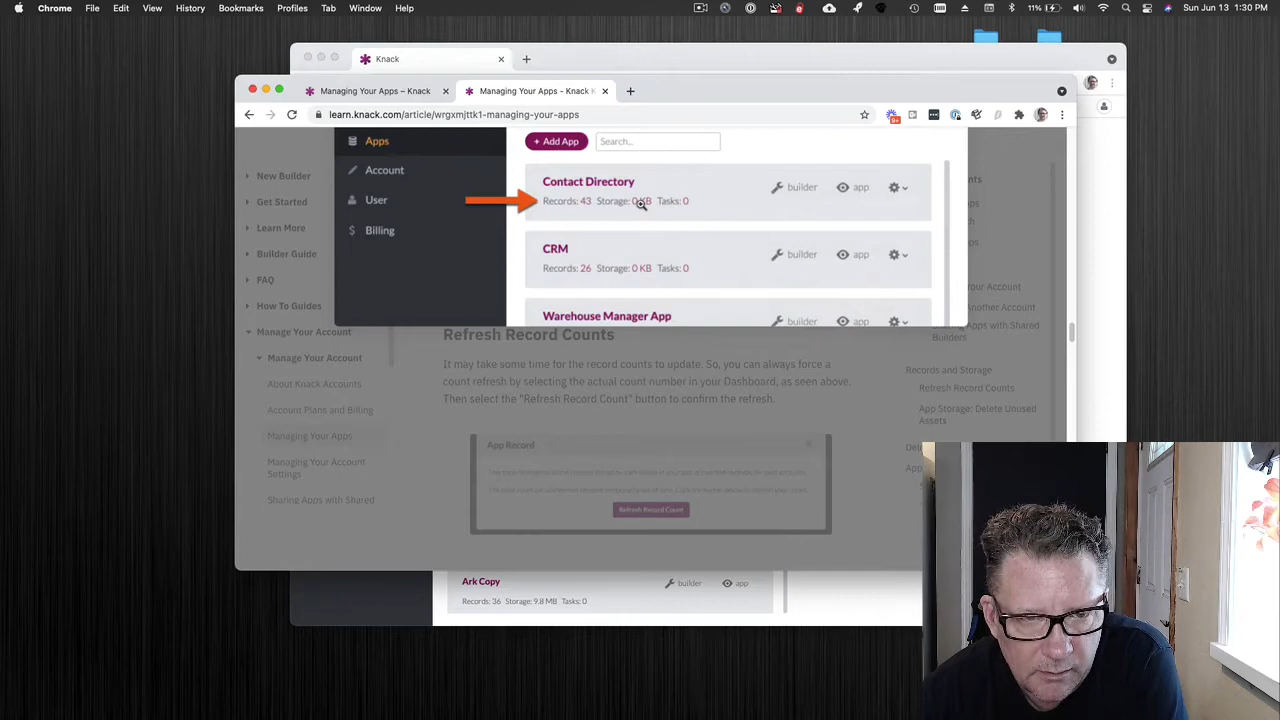 Chrome File Edit View History Bookmarks Profiles Tab Window Help
11%
Sun Jun 13 1:30 PM
Knack
Managing Your Apps – Knack
Managing Your Apps - Knack K
learn.knack.com/article/wrgxmjttk1-managing-your-apps
9+
New Builder
Get Started
Learn More
Builder Guide
FAQ
How To Guides
Manage Your Account
Manage Your Account
About Knack Accounts
Account Plans and Billing
Managing Your Apps
Managing Your Account
Settings
Sharing Apps with Shared
Apps
Account
User
Billing
+ Add App
Search...
Contact Directory
Records: 43 Storage: 0 KB Tasks: 0
builder
app
CRM
Records: 26 Storage: 0 KB Tasks: 0
builder
app
Warehouse Manager App
builder
app
Refresh Record Counts
It may take some time for the record counts to update. So, you can always force a
count refresh by selecting the actual count number in your Dashboard, as seen above.
Then select the "Refresh Record Count" button to confirm the refresh.
App Record
Refresh Record Count
Builders
Records and Storage
Refresh Record Counts
App Storage: Delete Unused
Assets
Ark Copy
builder
app
Records: 36 Storage: 9.8 MB Tasks: 0